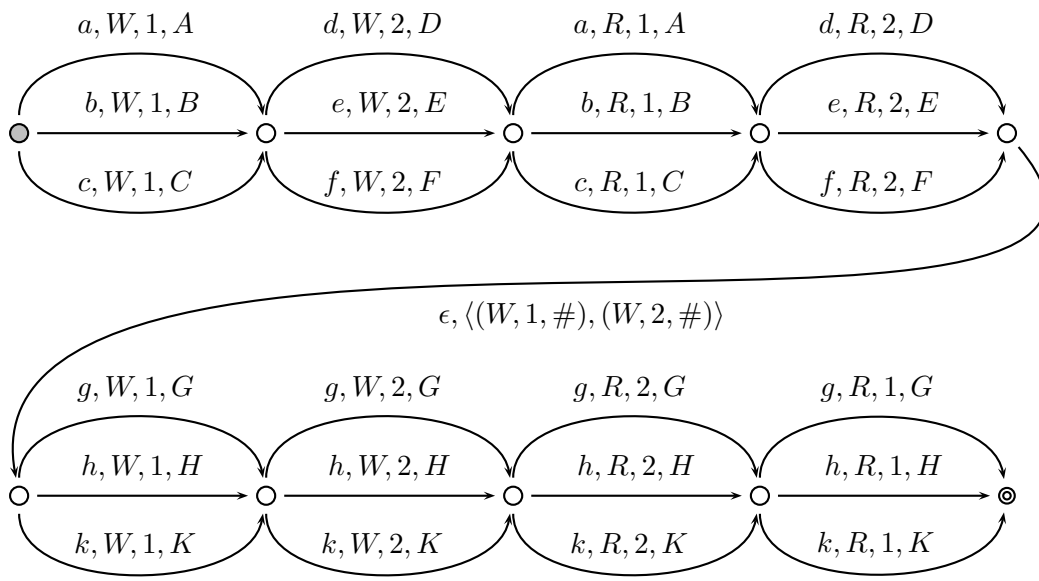 a, W, 1, A d, W, 2, D a, R, 1, A d, R, 2, D
b, W, 1, B e, W, 2, E b, R, 1, B e, R, 2, E
c, W, 1, C f, W, 2, F c, R, 1, C f, R, 2, F
ϵ, ⟨(W, 1, #), (W, 2, #)⟩
g, W, 1, G g, W, 2, G g, R, 2, G g, R, 1, G
h, W, 1, H h, W, 2, H h, R, 2, H h, R, 1, H
k, W, 1, K k, W, 2, K k, R, 2, K k, R, 1, K